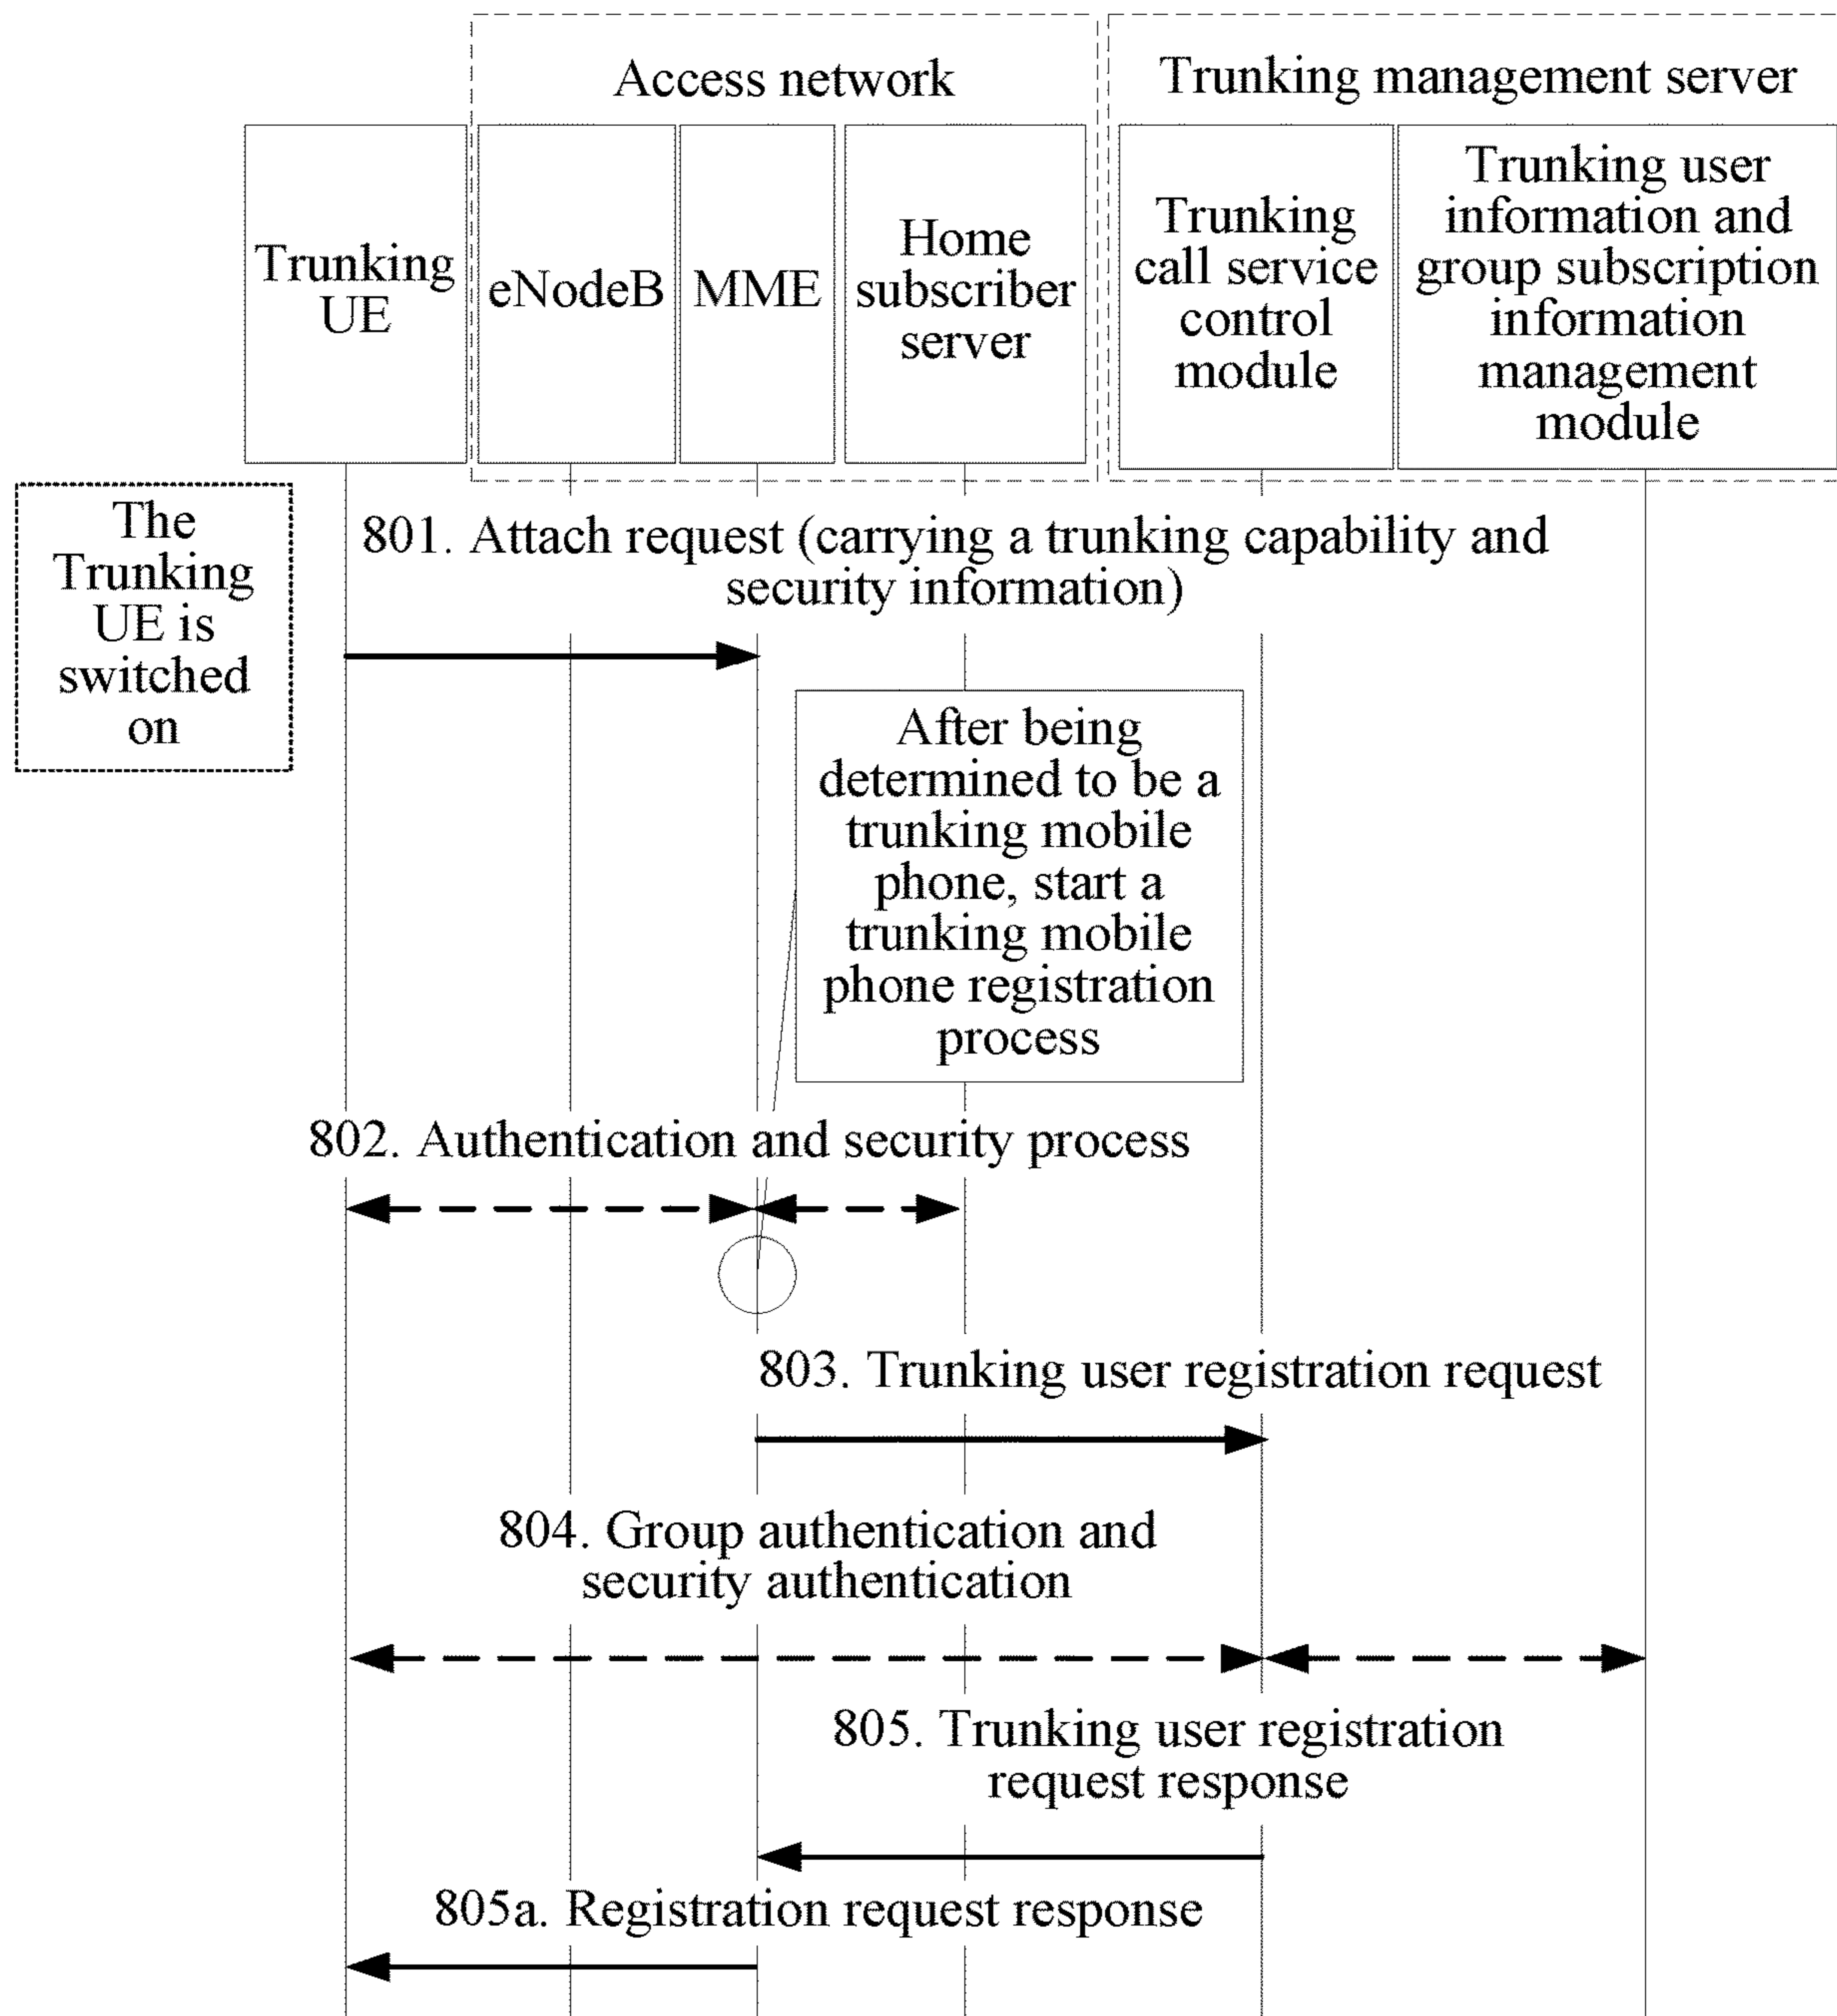 Access network
Trunking management server
Trunking
UE
eNodeB
MME
Home
subscriber
server
Trunking
call service
control
module
Trunking user
information and
group subscription
information
management
module
The
Trunking
UE is
switched
on
801. Attach request (carrying a trunking capability and
security information)
After being
determined to be a
trunking mobile
phone, start a
trunking mobile
phone registration
process
802. Authentication and security process
803. Trunking user registration request
804. Group authentication and
security authentication
805. Trunking user registration
request response
805a. Registration request response